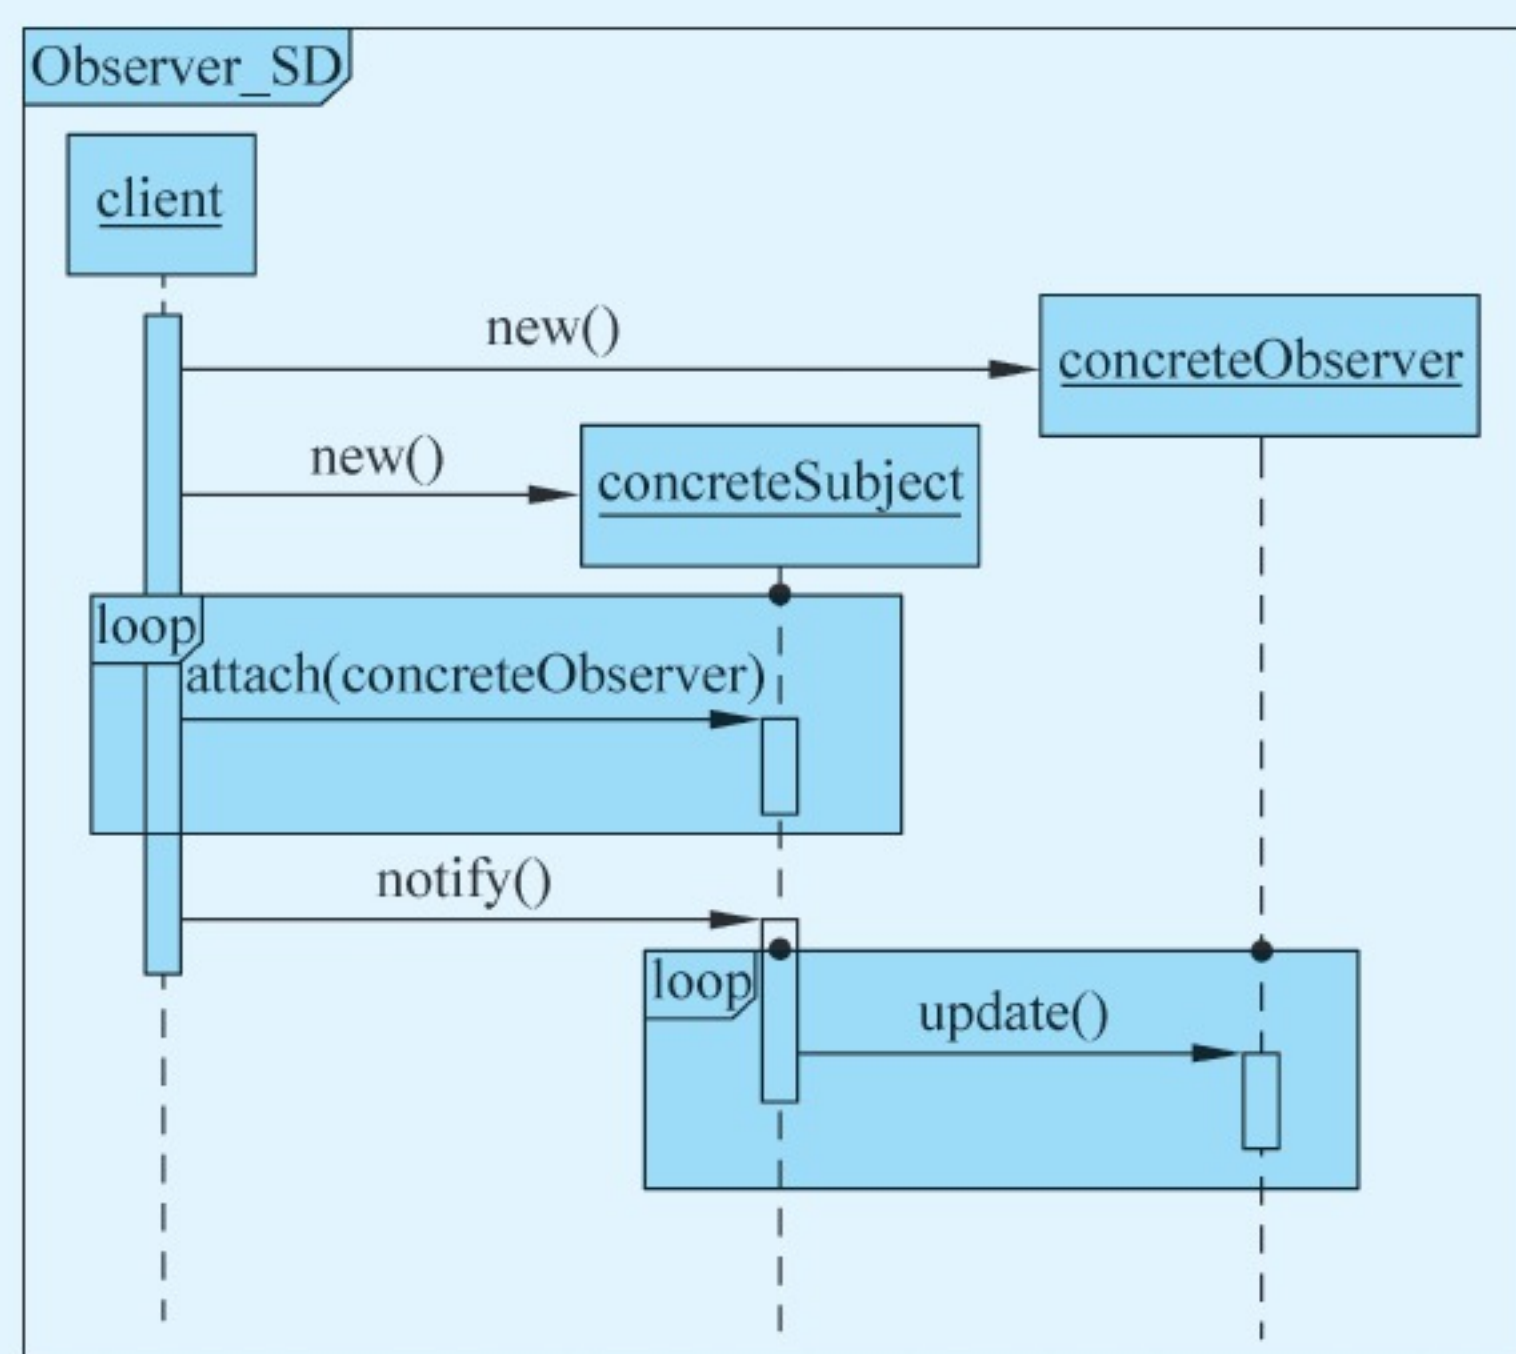 Observer_SD
client
new()
concreteObserver
new()
concreteSubject
loop
attach(concreteObserver)
notify()
loop
update()